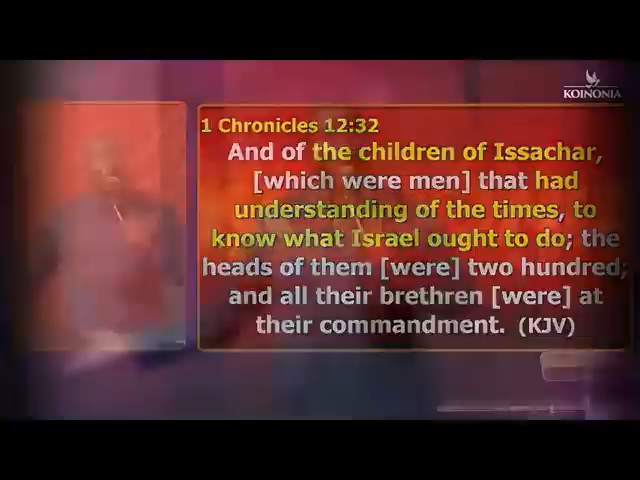 KOINONIA
1 Chronicles 12:32
And of the children of Issachar,
[which were men] that had
understanding of the times, to
know what Israel ought to do; the
heads of them [were] two hundred;
and all their brethren [were] at
their commandment. (KJV)